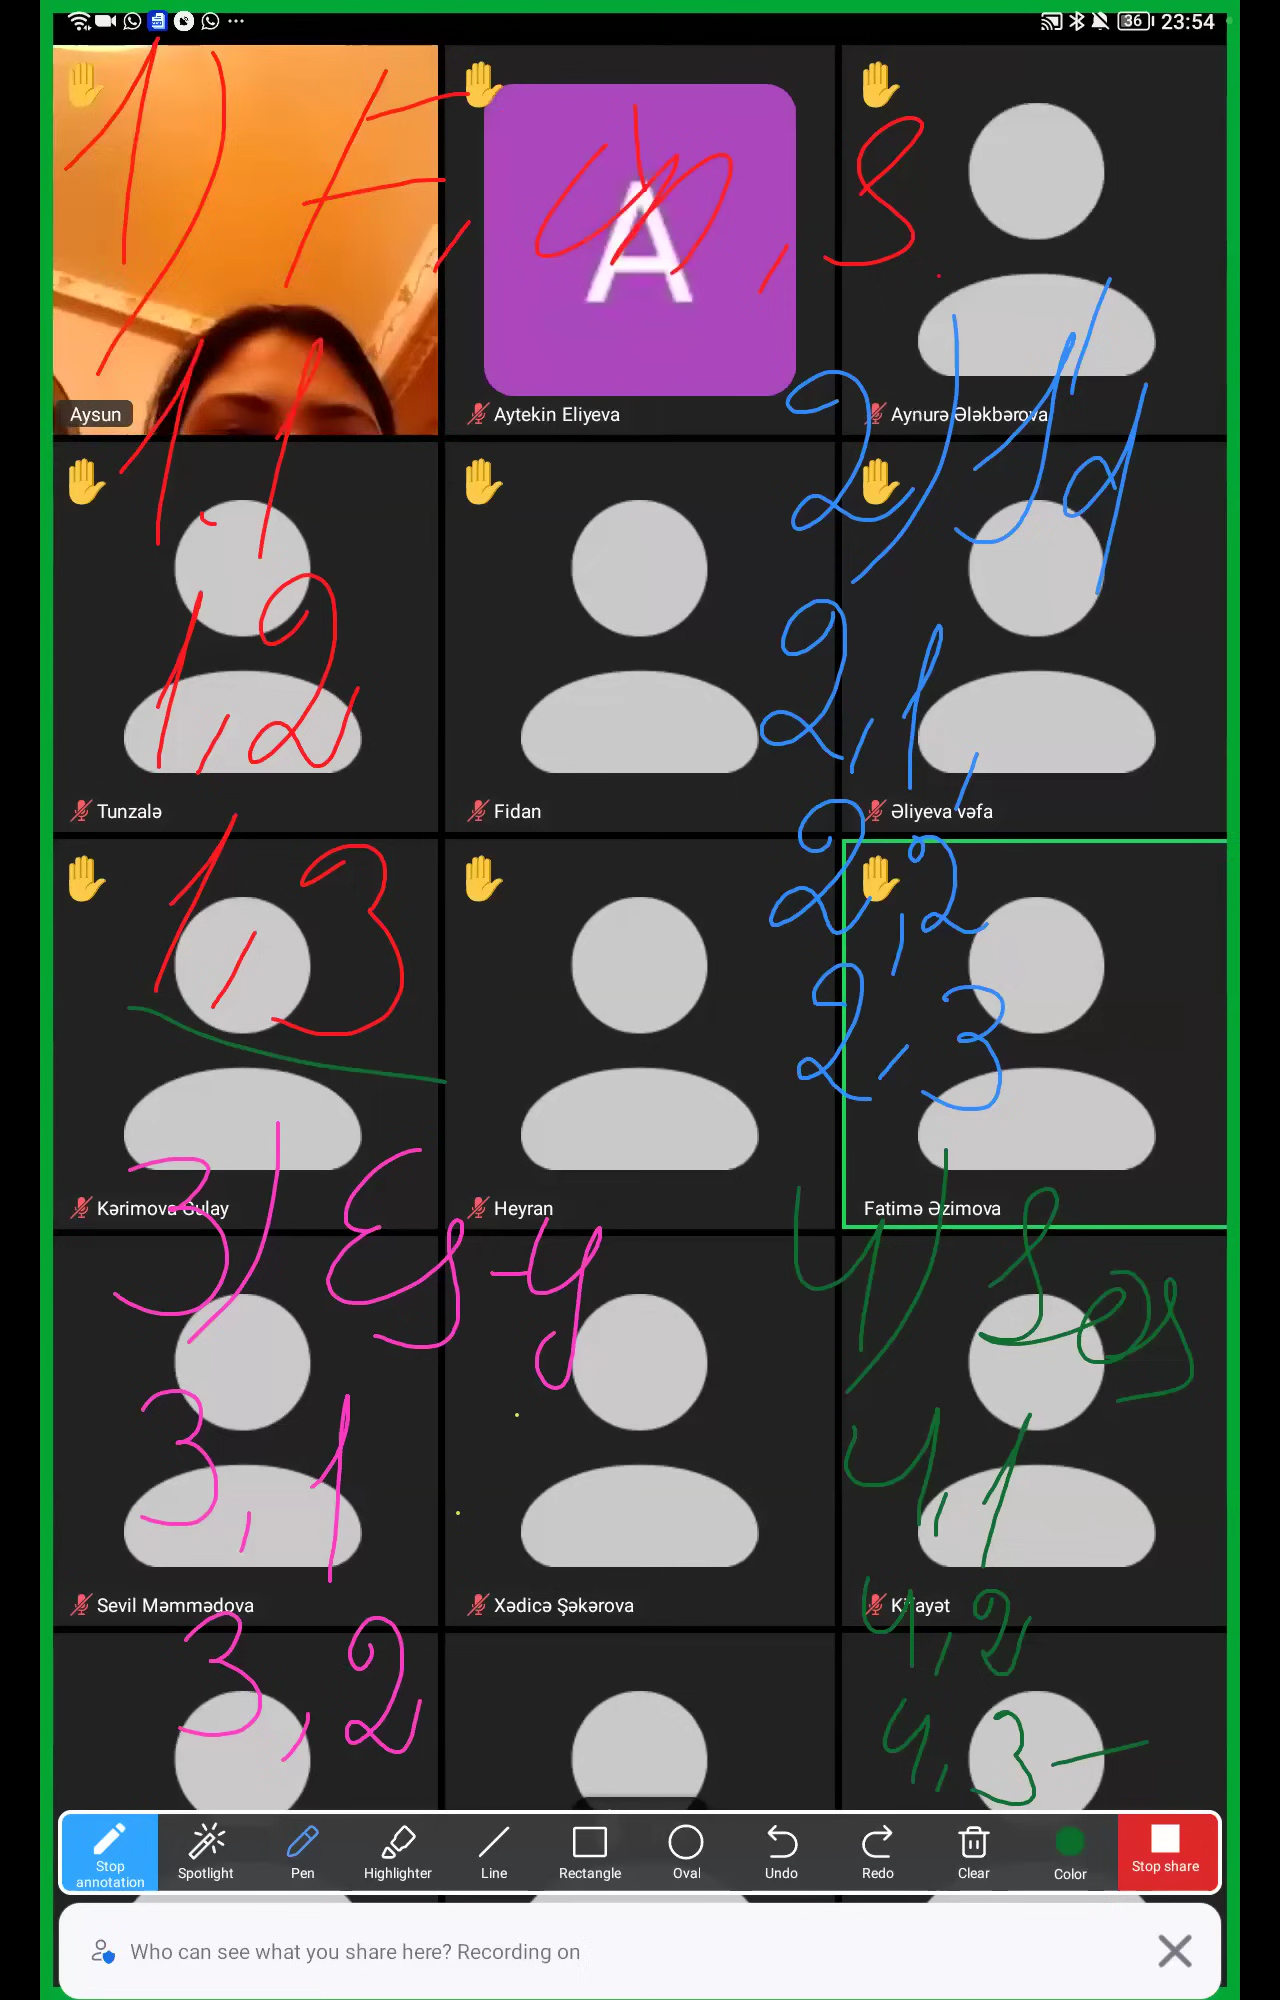 36 23:54
A
Aysun
Aytekin Eliyeva
Aynurə Ələkbərova
Tunzalə
Fidan
Əliyeva vəfa
Kərimova Gulay
Heyran
Fatimə Əzimova
Sevil Məmmədova
Xədicə Şəkərova
Kifayət
1)
1,2
1,3
2)
2,1,
2,2
2,3
3)
3,1
3,2
4)
4,1
4,2,
4,3 —
Stop annotation
Spotlight
Pen
Highlighter
Line
Rectangle
Oval
Undo
Redo
Clear
Color
Stop share
Who can see what you share here? Recording on